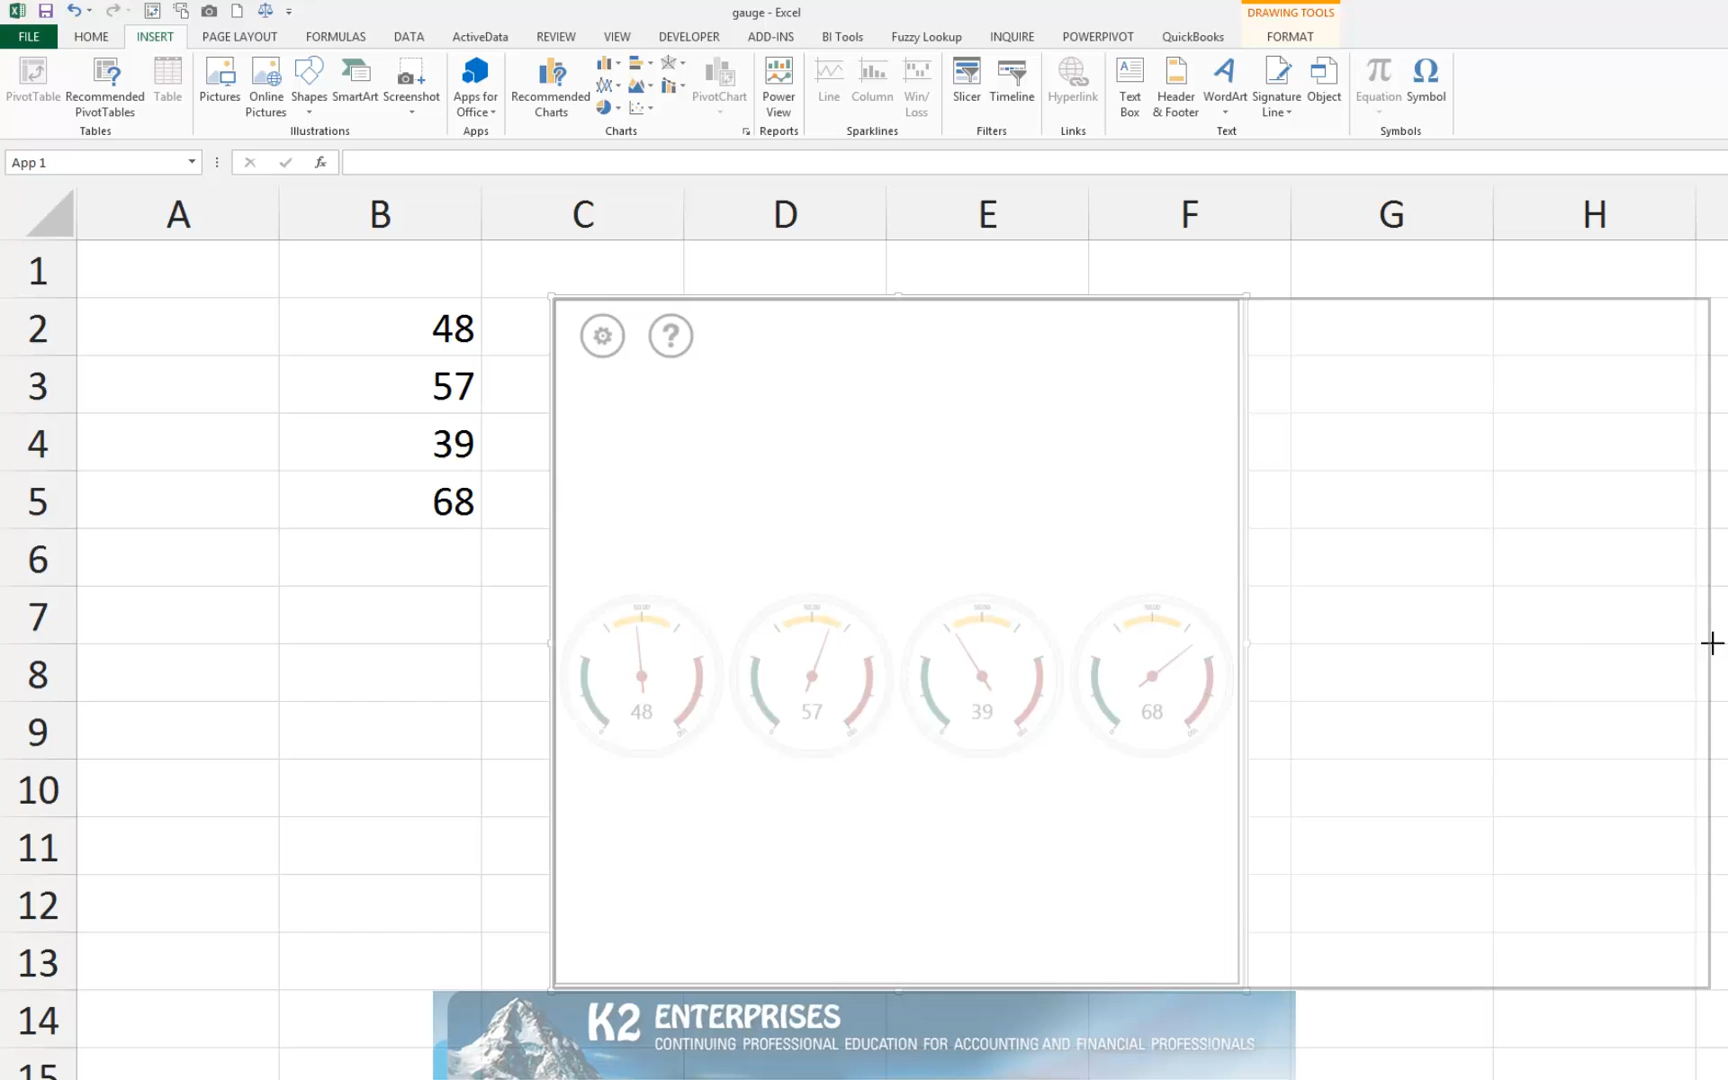 gauge - Excel
DRAWING TOOLS
FILE HOME INSERT PAGE LAYOUT FORMULAS DATA ActiveData REVIEW VIEW DEVELOPER ADD-INS BI Tools Fuzzy Lookup INQUIRE POWERPIVOT QuickBooks FORMAT
PivotTable Recommended PivotTables Table
Pictures Online Pictures Shapes SmartArt Screenshot
Apps for Office
Recommended Charts
PivotChart
Power View
Line Column Win/Loss
Slicer Timeline
Hyperlink
Text Box Header & Footer WordArt Signature Line Object
Equation Symbol
Tables Illustrations Apps Charts Reports Sparklines Filters Links Text Symbols
App 1 fx
A B C D E F G H
1
2 48 ?
3 57
4 39
5 68
6
7
8
9
48 57 39 68
10
11
12
13
14
15
K2 ENTERPRISES
CONTINUING PROFESSIONAL EDUCATION FOR ACCOUNTING AND FINANCIAL PROFESSIONALS